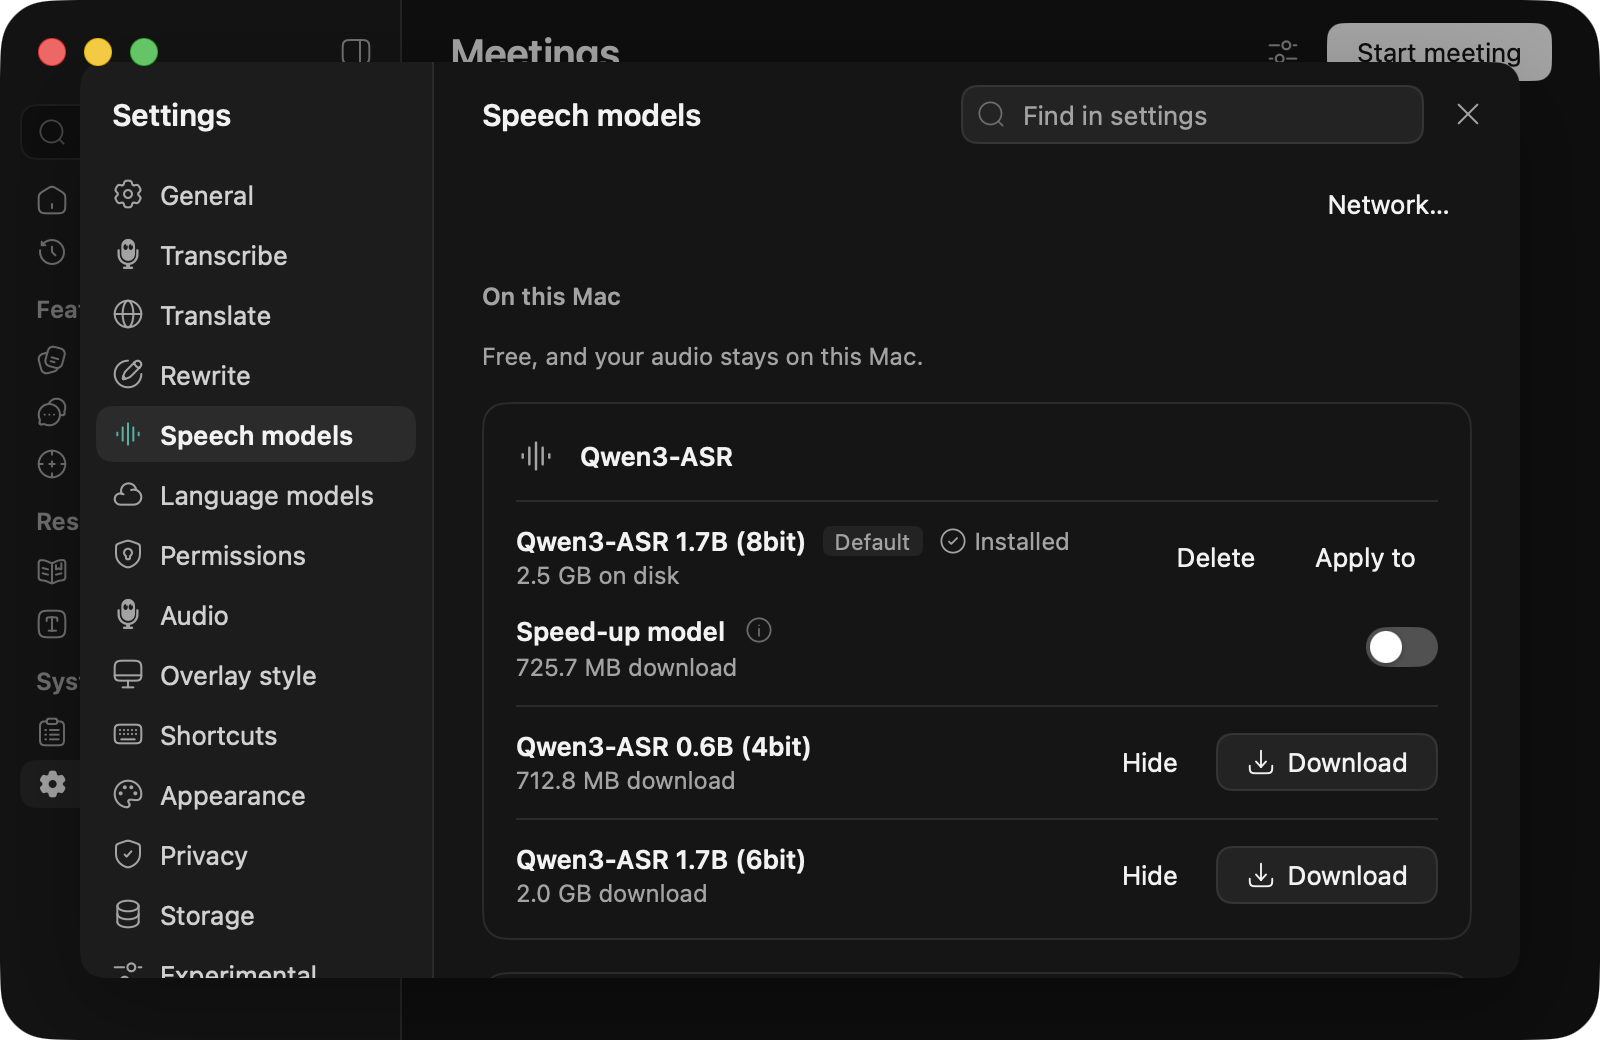 Meetings
Start meeting
Settings
Speech models
Find in settings
General
Transcribe
Translate
Rewrite
Speech models
Language models
Permissions
Audio
Overlay style
Shortcuts
Appearance
Privacy
Storage
Experimental
Fea
Res
Sys
Network...
On this Mac
Free, and your audio stays on this Mac.
Qwen3-ASR
Qwen3-ASR 1.7B (8bit) Default Installed
2.5 GB on disk
Delete Apply to
Speed-up model
725.7 MB download
Qwen3-ASR 0.6B (4bit)
712.8 MB download
Hide Download
Qwen3-ASR 1.7B (6bit)
2.0 GB download
Hide Download